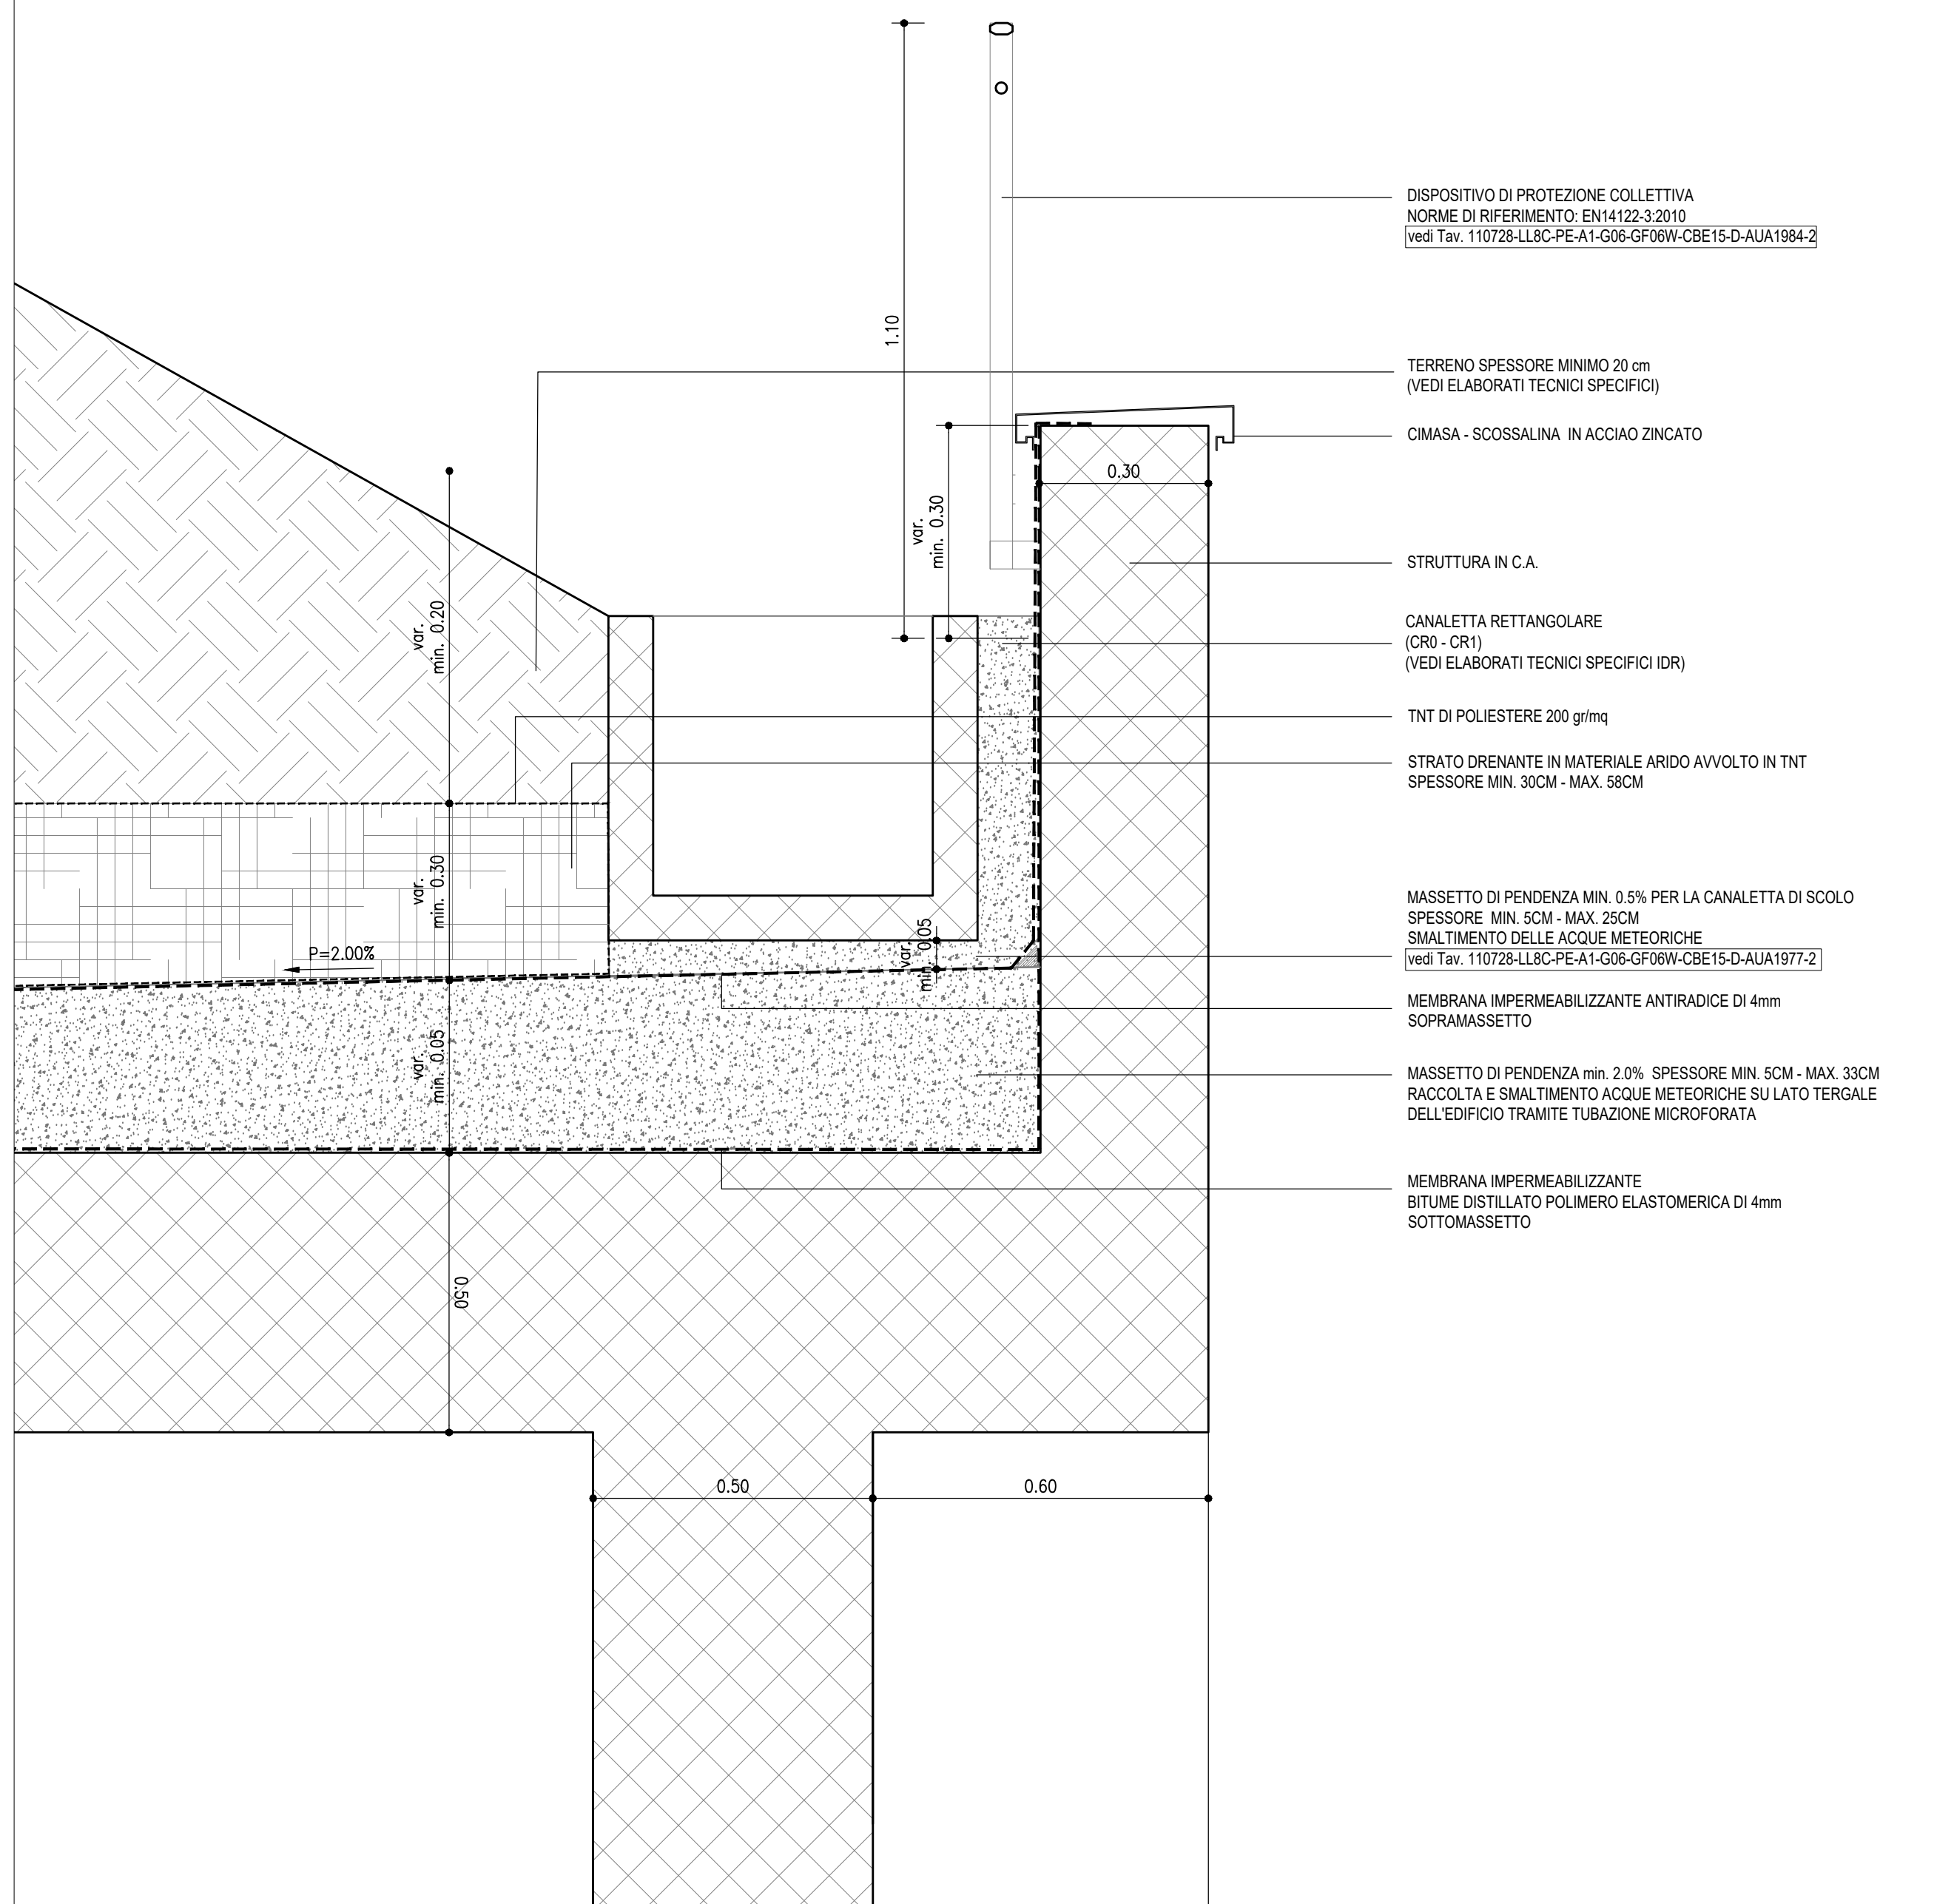 DISPOSITIVO DI PROTEZIONE COLLETTIVA
NORME DI RIFERIMENTO: EN14122-3:2010
vedi Tav. 110728-LL8C-PE-A1-G06-GF06W-CBE15-D-AUA1984-2
1.10
TERRENO SPESSORE MINIMO 20 cm
(VEDI ELABORATI TECNICI SPECIFICI)
CIMASA - SCOSSALINA IN ACCIAO ZINCATO
0.30
var.
min. 0.30
STRUTTURA IN C.A.
var.
min. 0.20
CANALETTA RETTANGOLARE
(CR0 - CR1)
(VEDI ELABORATI TECNICI SPECIFICI IDR)
TNT DI POLIESTERE 200 gr/mq
STRATO DRENANTE IN MATERIALE ARIDO AVVOLTO IN TNT
SPESSORE MIN. 30CM - MAX. 58CM
var.
min. 0.30
MASSETTO DI PENDENZA MIN. 0.5% PER LA CANALETTA DI SCOLO
SPESSORE MIN. 5CM - MAX. 25CM
SMALTIMENTO DELLE ACQUE METEORICHE
vedi Tav. 110728-LL8C-PE-A1-G06-GF06W-CBE15-D-AUA1977-2
P=2.00%
var.
min. 0.05
MEMBRANA IMPERMEABILIZZANTE ANTIRADICE DI 4mm
SOPRAMASSETTO
var.
min. 0.05
MASSETTO DI PENDENZA min. 2.0% SPESSORE MIN. 5CM - MAX. 33CM
RACCOLTA E SMALTIMENTO ACQUE METEORICHE SU LATO TERGALE
DELL'EDIFICIO TRAMITE TUBAZIONE MICROFORATA
MEMBRANA IMPERMEABILIZZANTE
BITUME DISTILLATO POLIMERO ELASTOMERICA DI 4mm
SOTTOMASSETTO
0.50
0.50
0.60